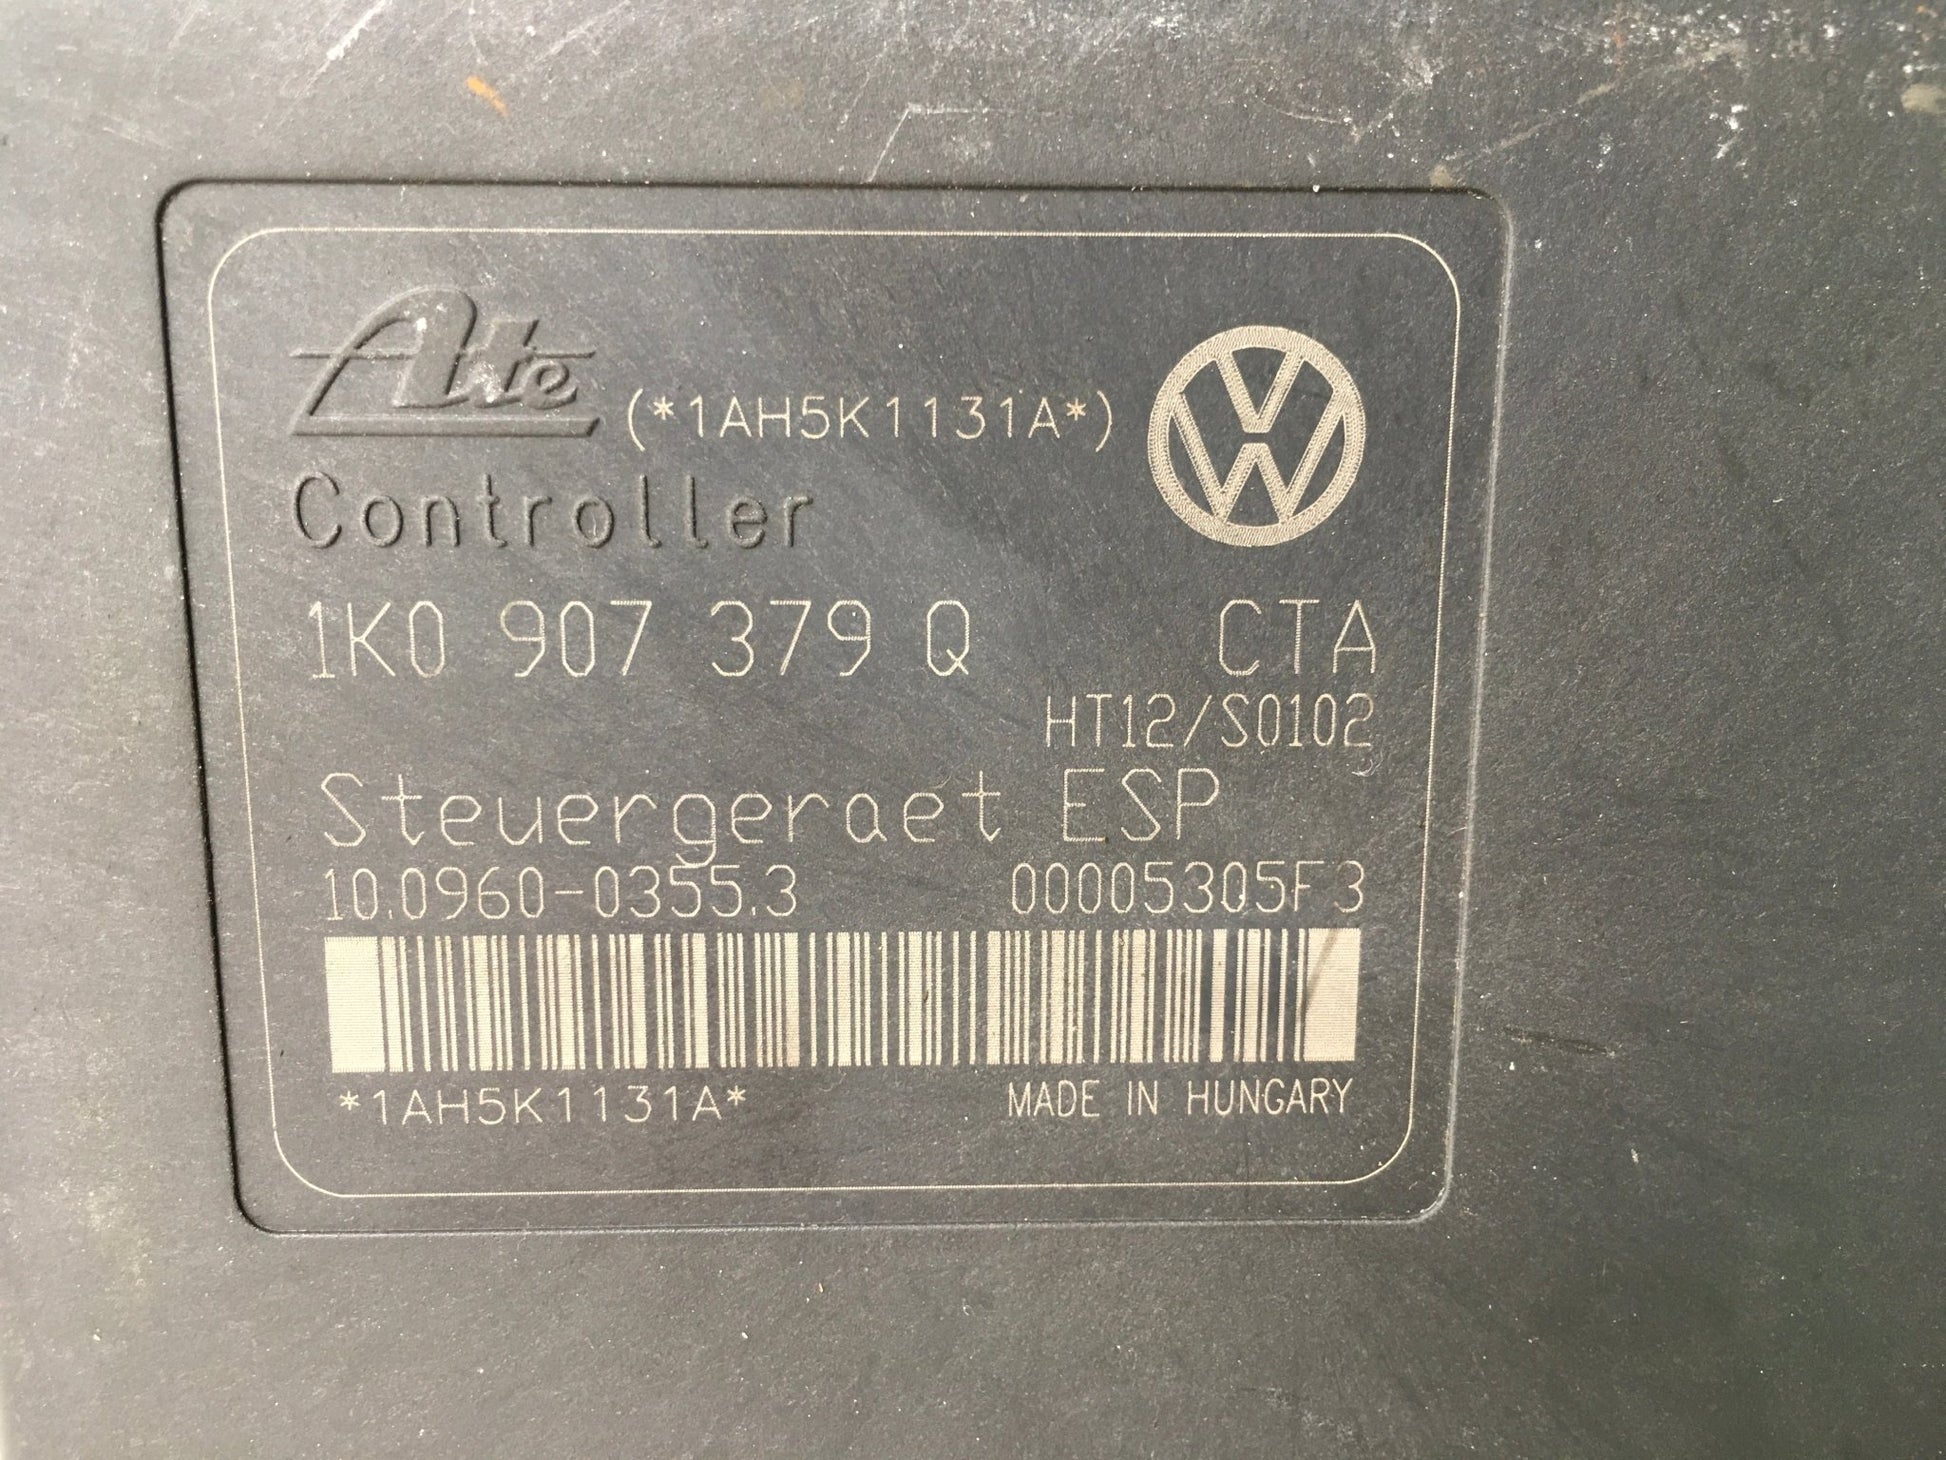 Ate (*1AH5K1131A*)
Controller
1K0 907 379 Q CTA
HT12/S0102
Steuergeraet ESP
10.0960-0355.3 00005305F3
*1AH5K1131A* MADE IN HUNGARY